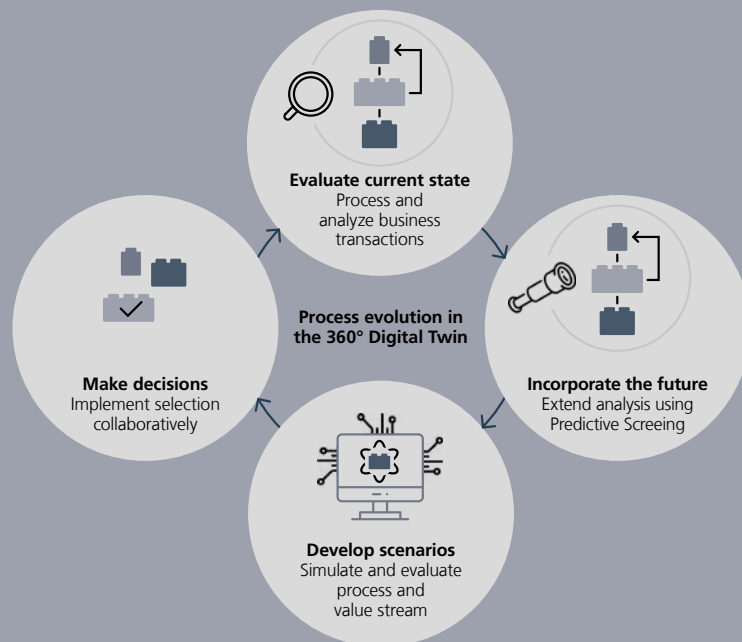 Evaluate current state
Process and
analyze business
transactions
Process evolution in
the 360° Digital Twin
Make decisions
Implement selection
collaboratively
Incorporate the future
Extend analysis using
Predictive Screeing
Develop scenarios
Simulate and evaluate
process and
value stream